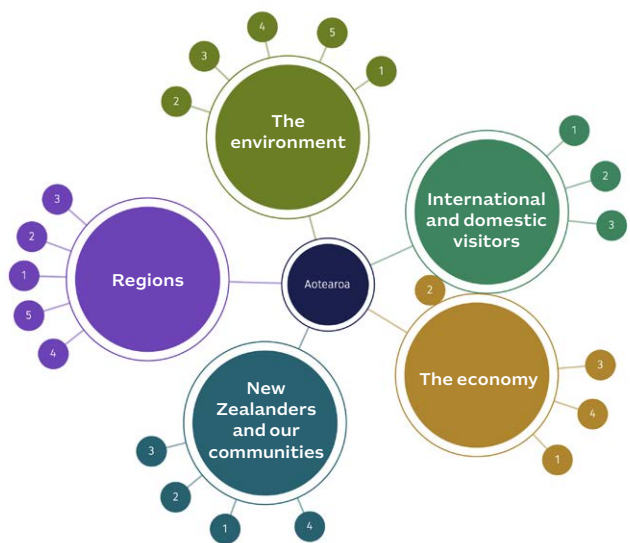 4
5
3
1
2
The
environment
1
2
3
International
and domestic
visitors
3
2
1
5
4
Regions
Aotearoa
2
The economy
3
4
1
New
Zealanders
and our
communities
3
2
1
4